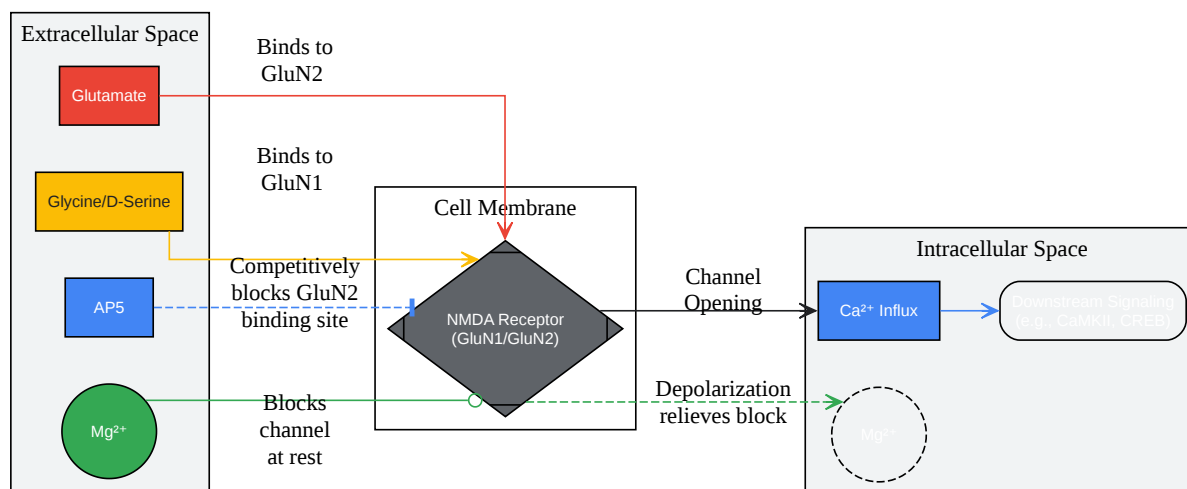 Extracellular Space
Glutamate
Glycine/D-Serine
AP5
Mg²⁺
Binds to
GluN2
Binds to
GluN1
Competitively
blocks GluN2
binding site
Blocks
channel
at rest
Cell Membrane
NMDA Receptor
(GluN1/GluN2)
Channel
Opening
Depolarization
relieves block
Intracellular Space
Ca²⁺ Influx
Downstream Signaling
(e.g., CaMKII, CREB)
Mg²⁺